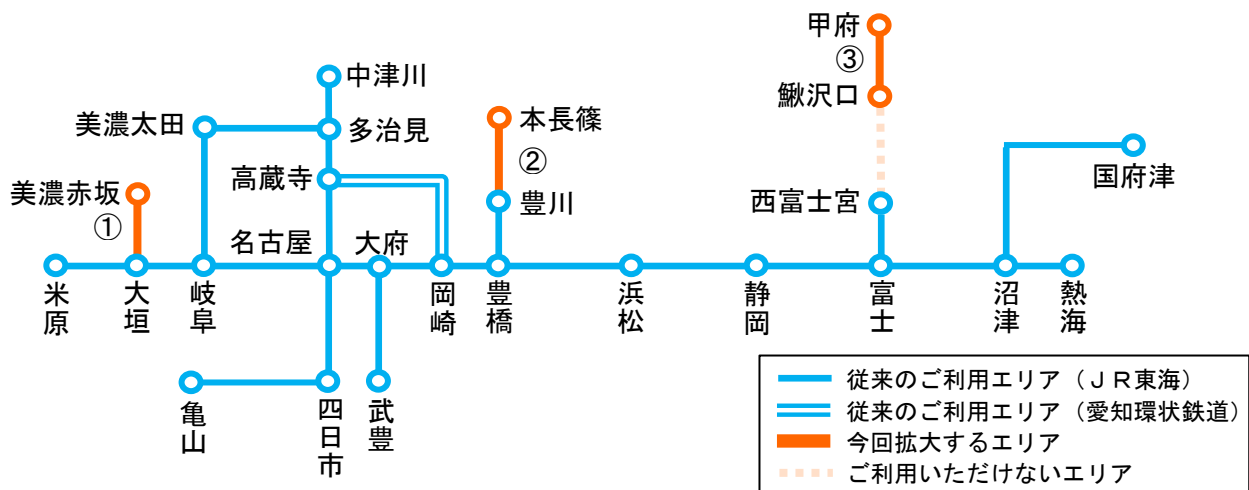 甲府
③
鰍沢口
中津川
美濃太田
多治見
本長篠
②
高蔵寺
国府津
美濃赤坂
①
豊川
西富士宮
名古屋
大府
米原
大垣
岐阜
岡崎
豊橋
浜松
静岡
富士
沼津
熱海
亀山
四日市
武豊
従来のご利用エリア（ＪＲ東海）
従来のご利用エリア（愛知環状鉄道）
今回拡大するエリア
ご利用いただけないエリア